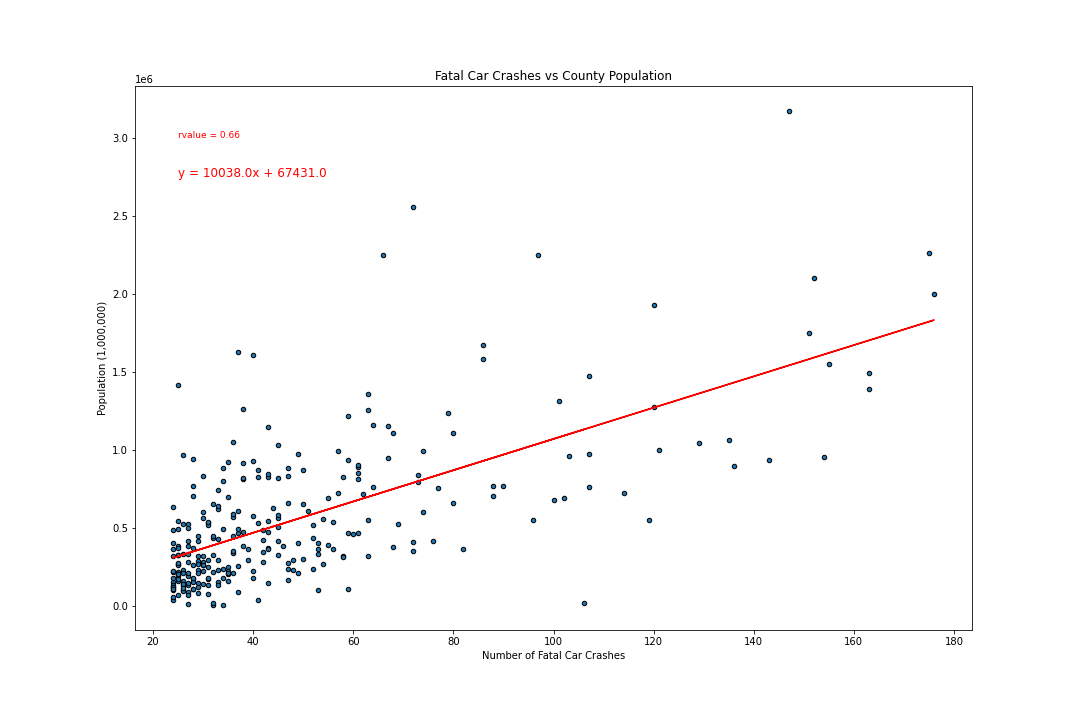 Fatal Car Crashes vs County Population
1e6
rvalue = 0.66
y = 10038.0x + 67431.0
3.0
2.5
2.0
1.5
1.0
0.5
0.0
Population (1,000,000)
20 40 60 80 100 120 140 160 180
Number of Fatal Car Crashes